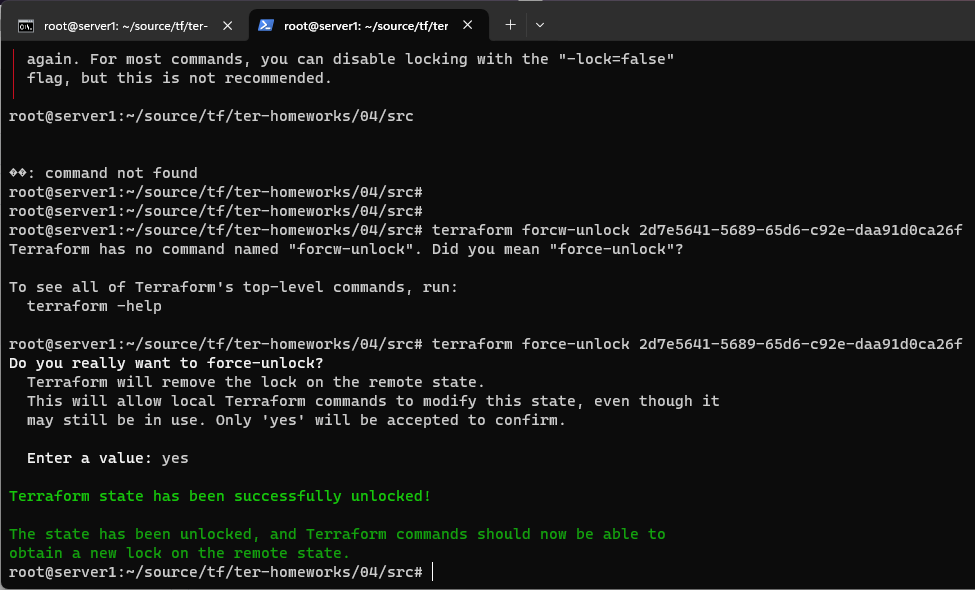 root@server1: ~/source/tf/ter-
root@server1: ~/source/tf/ter
again. For most commands, you can disable locking with the "-lock=false"
flag, but this is not recommended.
root@server1:~/source/tf/ter-homeworks/04/src
��: command not found
root@server1:~/source/tf/ter-homeworks/04/src#
root@server1:~/source/tf/ter-homeworks/04/src#
root@server1:~/source/tf/ter-homeworks/04/src# terraform forcw-unlock 2d7e5641-5689-65d6-c92e-daa91d0ca26f
Terraform has no command named "forcw-unlock". Did you mean "force-unlock"?
To see all of Terraform's top-level commands, run:
terraform -help
root@server1:~/source/tf/ter-homeworks/04/src# terraform force-unlock 2d7e5641-5689-65d6-c92e-daa91d0ca26f
Do you really want to force-unlock?
Terraform will remove the lock on the remote state.
This will allow local Terraform commands to modify this state, even though it
may still be in use. Only 'yes' will be accepted to confirm.
Enter a value: yes
Terraform state has been successfully unlocked!
The state has been unlocked, and Terraform commands should now be able to
obtain a new lock on the remote state.
root@server1:~/source/tf/ter-homeworks/04/src#